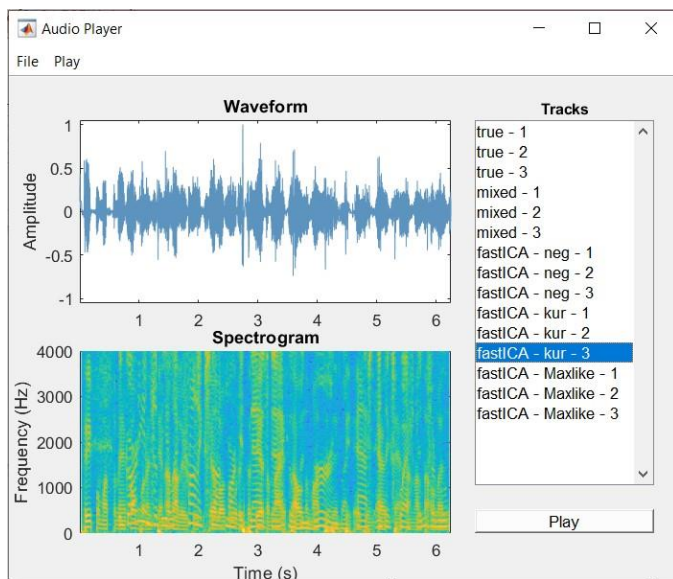 Audio Player
File Play
Waveform
Amplitude
1
0.5
0
-0.5
-1
1 2 3 4 5 6
Spectrogram
Frequency (Hz)
4000
3000
2000
1000
0
1 2 3 4 5 6
Time (s)
Tracks
true - 1
true - 2
true - 3
mixed - 1
mixed - 2
mixed - 3
fastICA - neg - 1
fastICA - neg - 2
fastICA - neg - 3
fastICA - kur - 1
fastICA - kur - 2
fastICA - kur - 3
fastICA - Maxlike - 1
fastICA - Maxlike - 2
fastICA - Maxlike - 3
Play